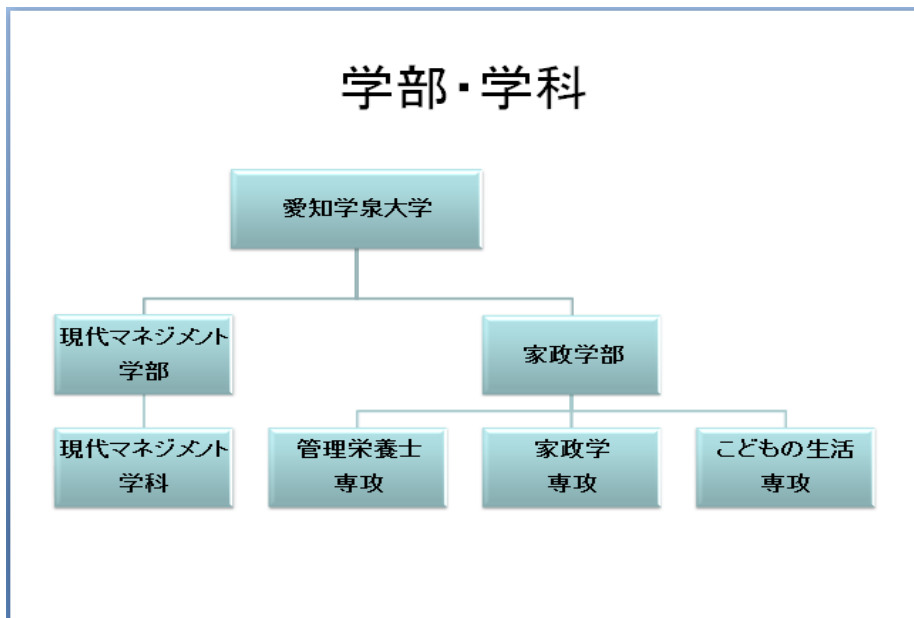 学部・学科
愛知学泉大学
現代マネジメント
学部
家政学部
現代マネジメント
学科
管理栄養士
専攻
家政学
専攻
こどもの生活
専攻